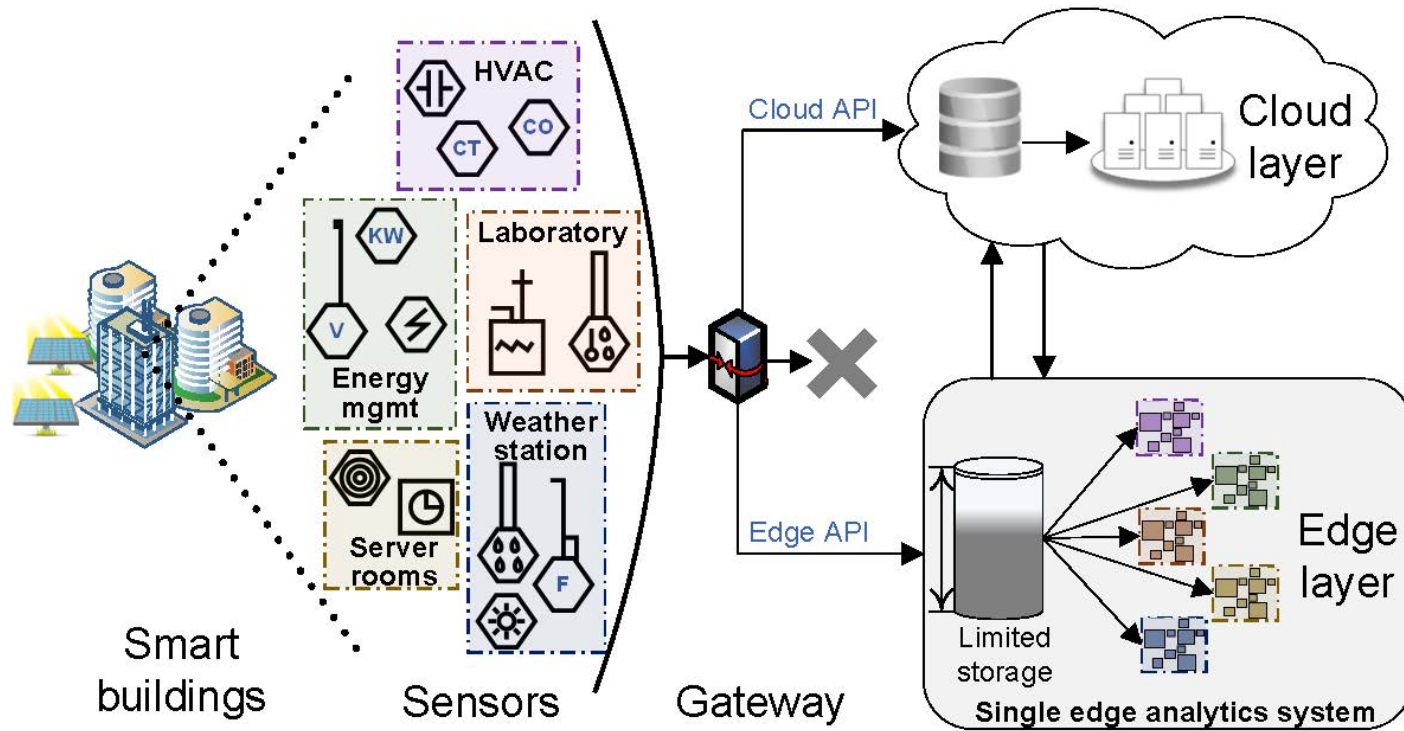 HVAC
CO
CT
KW
Laboratory
V
Energy
mgmt
Weather
station
Server
rooms
F
Smart
buildings
Sensors
Gateway
Cloud API
Cloud
layer
Edge API
Edge
layer
Limited
storage
Single edge analytics system